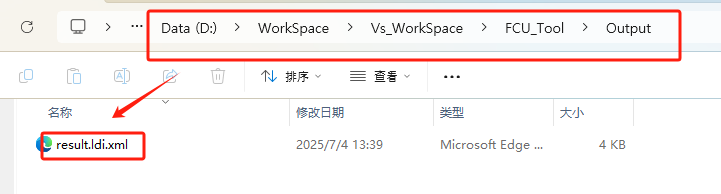 … Data (D:) > WorkSpace > Vs_WorkSpace > FCU_Tool > Output
排序 查看 …
名称 修改日期 类型 大小
result.ldi.xml 2025/7/4 13:39 Microsoft Edge ... 4 KB